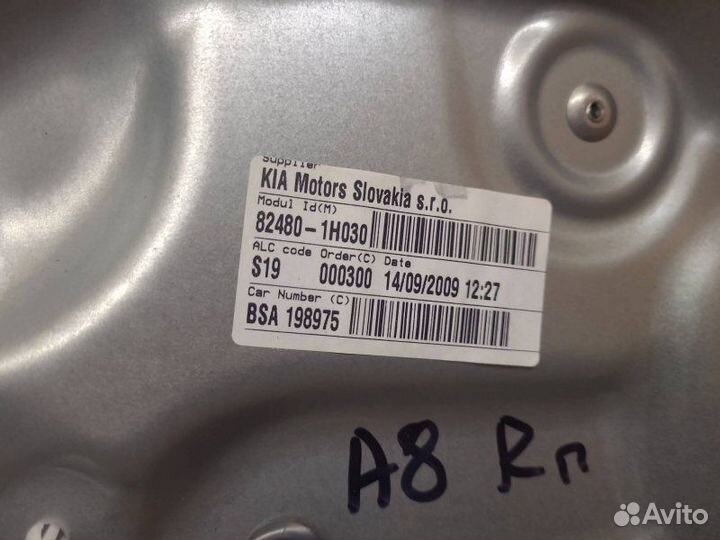 Supplier
KIA Motors Slovakia s.r.o.
Modul Id(M)
82480-1H030
ALC code Order(C) Date
S19 000300 14/09/2009 12:27
Car Number (C)
BSA 198975
A8 Rп
Avito